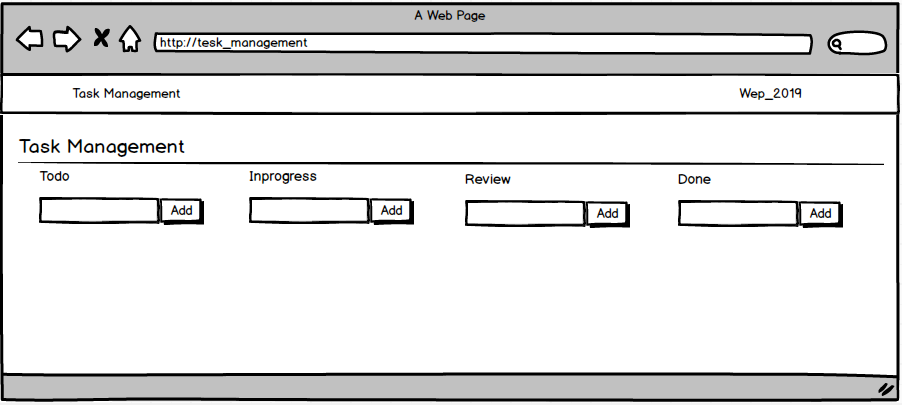 A Web Page
http://tesk_management
Task Management
Wep_2019
Task Management
Todo
Inprogress
Review
Done
Add
Add
Add
Add